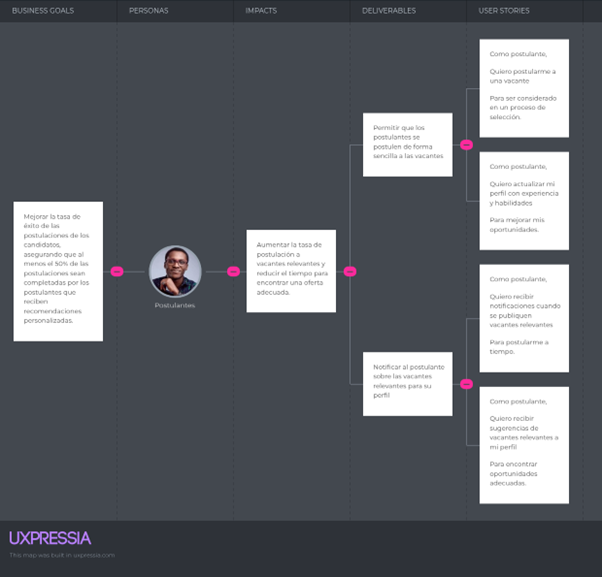 BUSINESS GOALS
PERSONAS
IMPACTS
DELIVERABLES
USER STORIES
Mejorar la tasa de
éxito de las
postulaciones de los
candidatos,
asegurando que al
menos el 50% de las
postulaciones sean
completadas por los
postulantes que
reciben
recomendaciones
personalizadas.
Postulantes
Aumentar la tasa de
postulación a
vacantes relevantes y
reducir el tiempo para
encontrar una oferta
adecuada.
Permitir que los
postulantes se
postulen de forma
sencilla a las vacantes
Como postulante,
Quiero postularme a
una vacante
Para ser considerado
en un proceso de
selección.
Como postulante,
Quiero actualizar mi
perfil con experiencia
y habilidades
Para mejorar mis
oportunidades.
Notificar al postulante
sobre las vacantes
relevantes para su
perfil
Como postulante,
Quiero recibir
notificaciones cuando
se publiquen
vacantes relevantes
Para postularme a
tiempo.
Como postulante,
Quiero recibir
sugerencias de
vacantes relevantes a
mi perfil
Para encontrar
oportunidades
adecuadas.
UXPRESSIA
This map was built in uxpressia.com